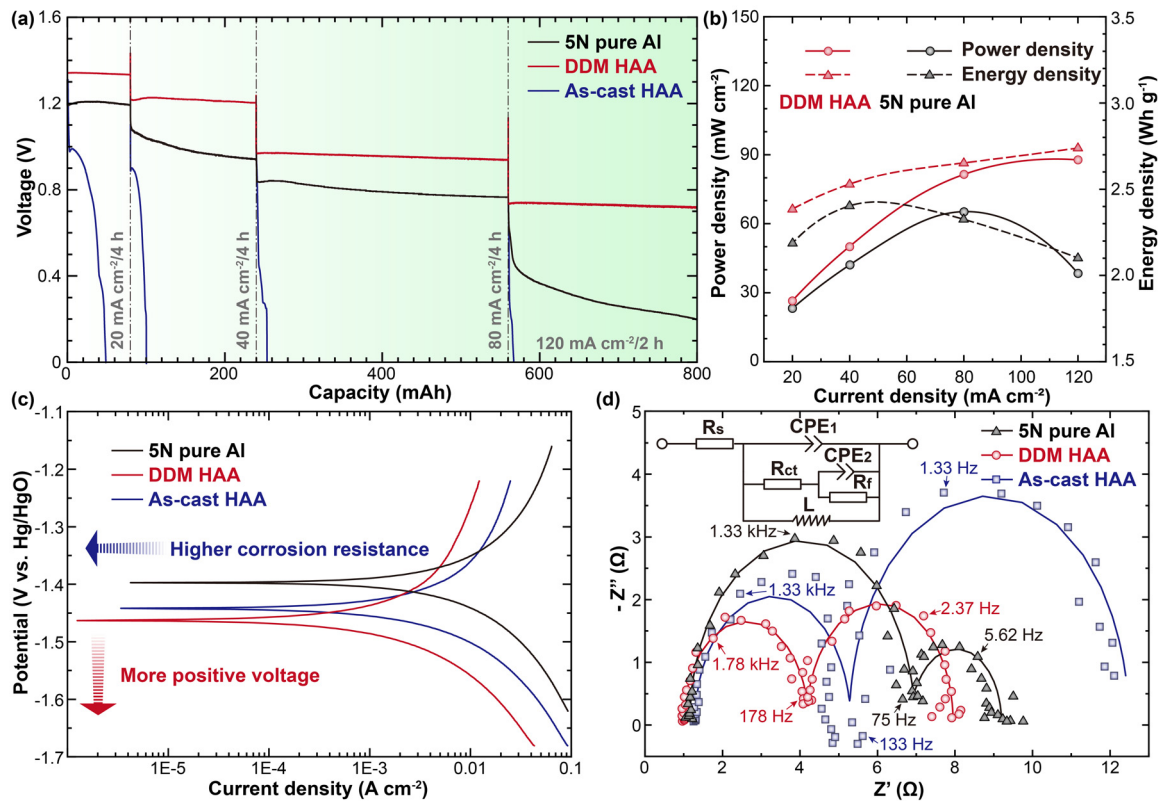 (a)
5N pure Al
DDM HAA
As-cast HAA
1.6
1.2
0.8
0.4
0
Voltage (V)
20 mA cm⁻²/4 h
40 mA cm⁻²/4 h
80 mA cm⁻²/4 h
120 mA cm⁻²/2 h
0 200 400 600 800
Capacity (mAh)
(b)
Power density
Energy density
DDM HAA 5N pure Al
150
120
90
60
30
0
Power density (mW cm⁻²)
3.5
3.0
2.5
2.0
1.5
Energy density (Wh g⁻¹)
20 40 60 80 100 120
Current density (mA cm⁻²)
(c)
5N pure Al
DDM HAA
As-cast HAA
Higher corrosion resistance
More positive voltage
-1.1
-1.2
-1.3
-1.4
-1.5
-1.6
-1.7
Potential (V vs. Hg/HgO)
1E-5 1E-4 1E-3 0.01 0.1
Current density (A cm⁻²)
(d)
5N pure Al
DDM HAA
As-cast HAA
Rs
CPE1
CPE2
Rct
Rf
L
1.33 Hz
1.33 kHz
1.33 kHz
2.37 Hz
1.78 kHz
5.62 Hz
178 Hz
75 Hz
133 Hz
5
4
3
2
1
0
- Z'' (Ω)
0 2 4 6 8 10 12 14
Z' (Ω)